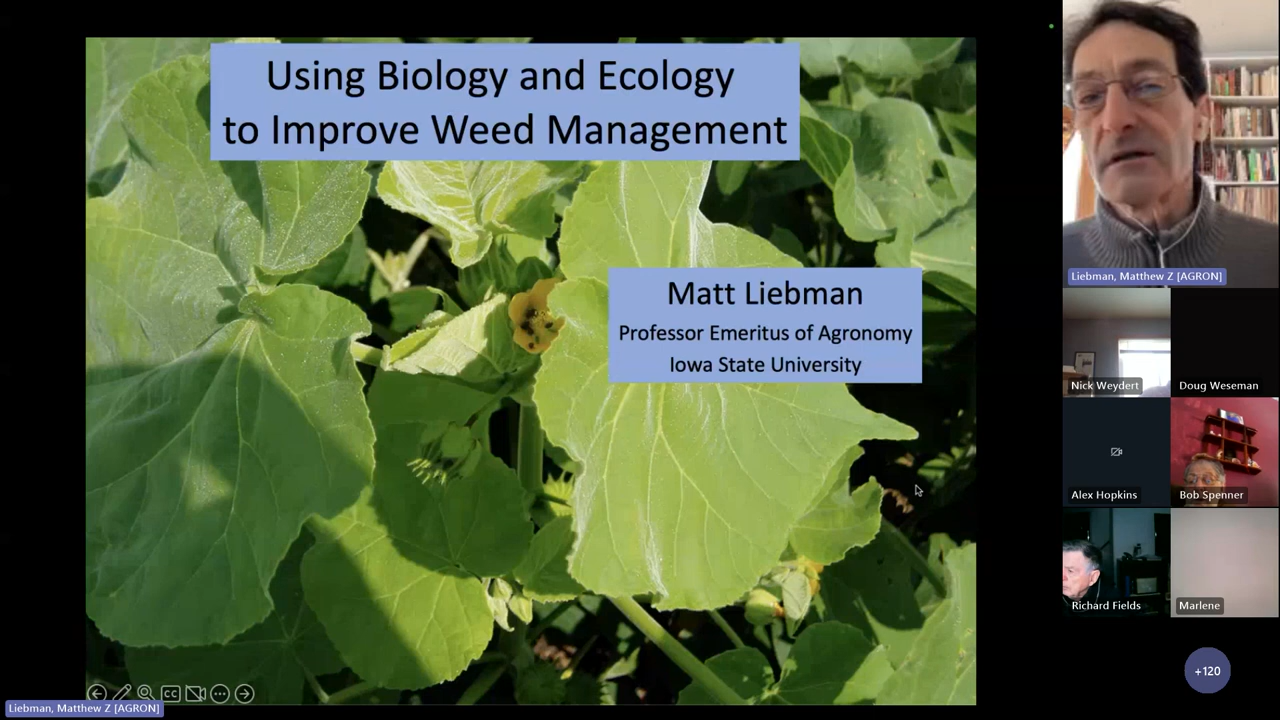 Using Biology and Ecology
to Improve Weed Management
Matt Liebman
Professor Emeritus of Agronomy
Iowa State University
CC
Liebman, Matthew Z [AGRON]
Liebman, Matthew Z [AGRON]
Nick Weydert
Doug Weseman
Alex Hopkins
Bob Spenner
Richard Fields
Marlene
+120